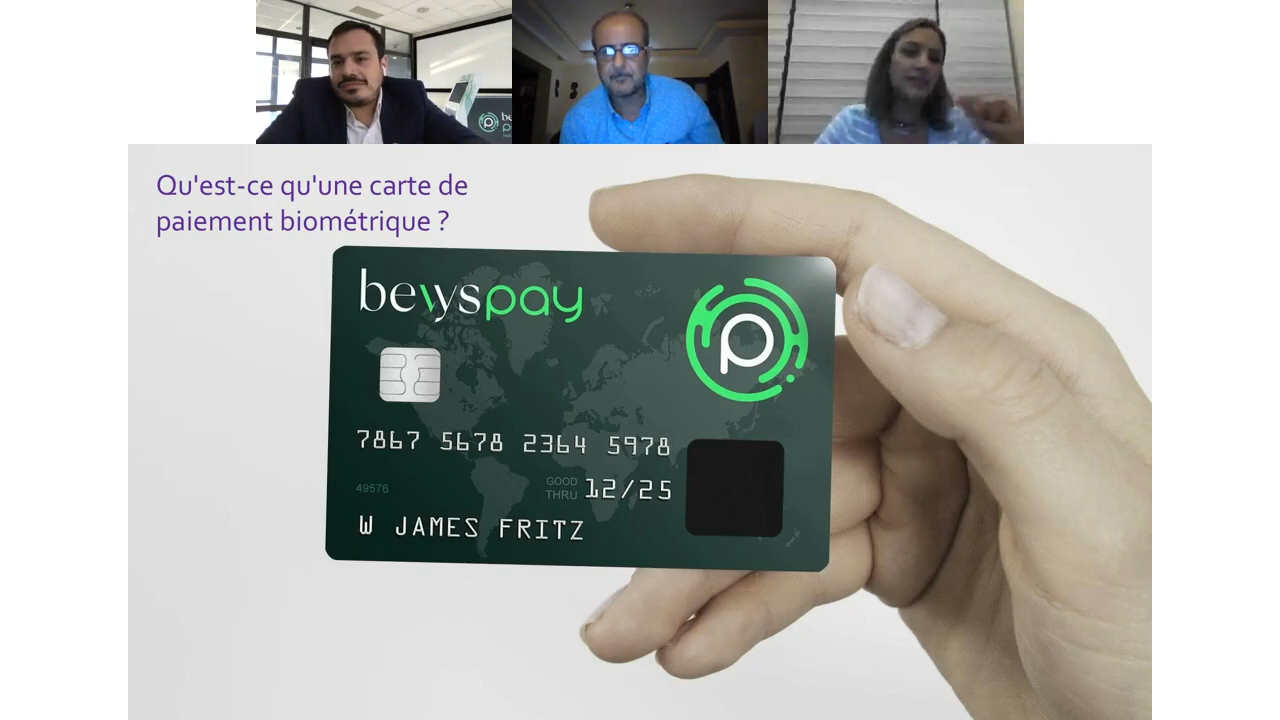 Qu'est-ce qu'une carte de
paiement biométrique ?
bewyspay
7867 5678 2364 5978
49576
GOOD
THRU
12/25
W JAMES FRITZ